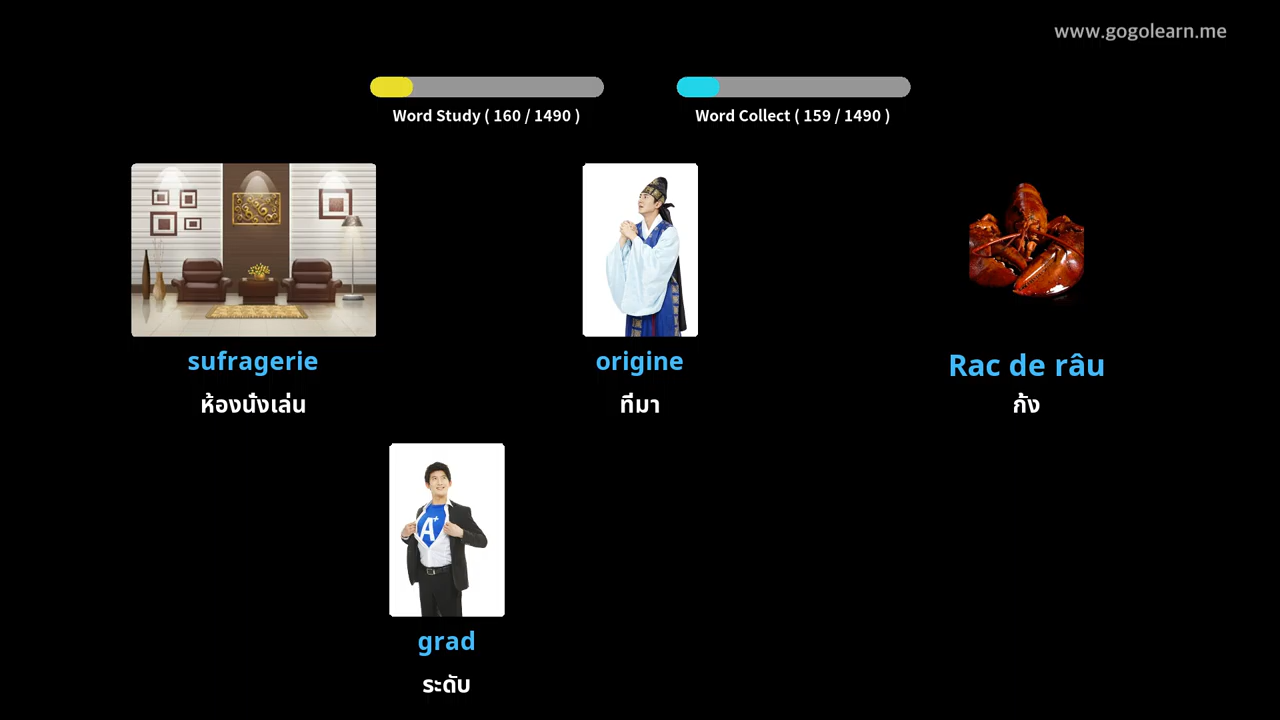 www.gogolearn.me
Word Study ( 160 / 1490 )
Word Collect ( 159 / 1490 )
sufragerie
ห้องนั่งเล่น
origine
ที่มา
Rac de râu
กั้ง
A+
grad
ระดับ